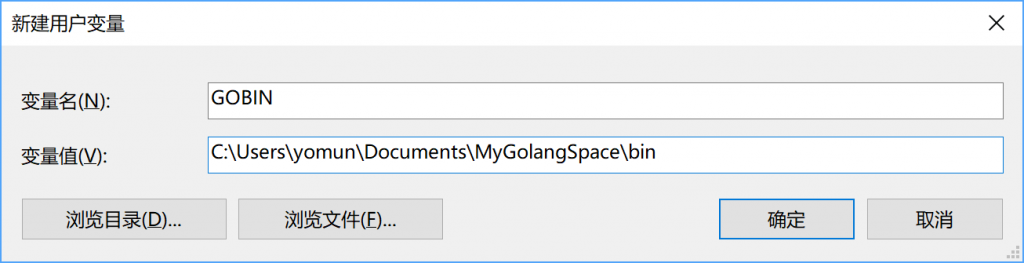 新建用户变量
变量名(N):
GOBIN
变量值(V):
C:\Users\yomun\Documents\MyGolangSpace\bin
浏览目录(D)... 浏览文件(F)... 确定 取消